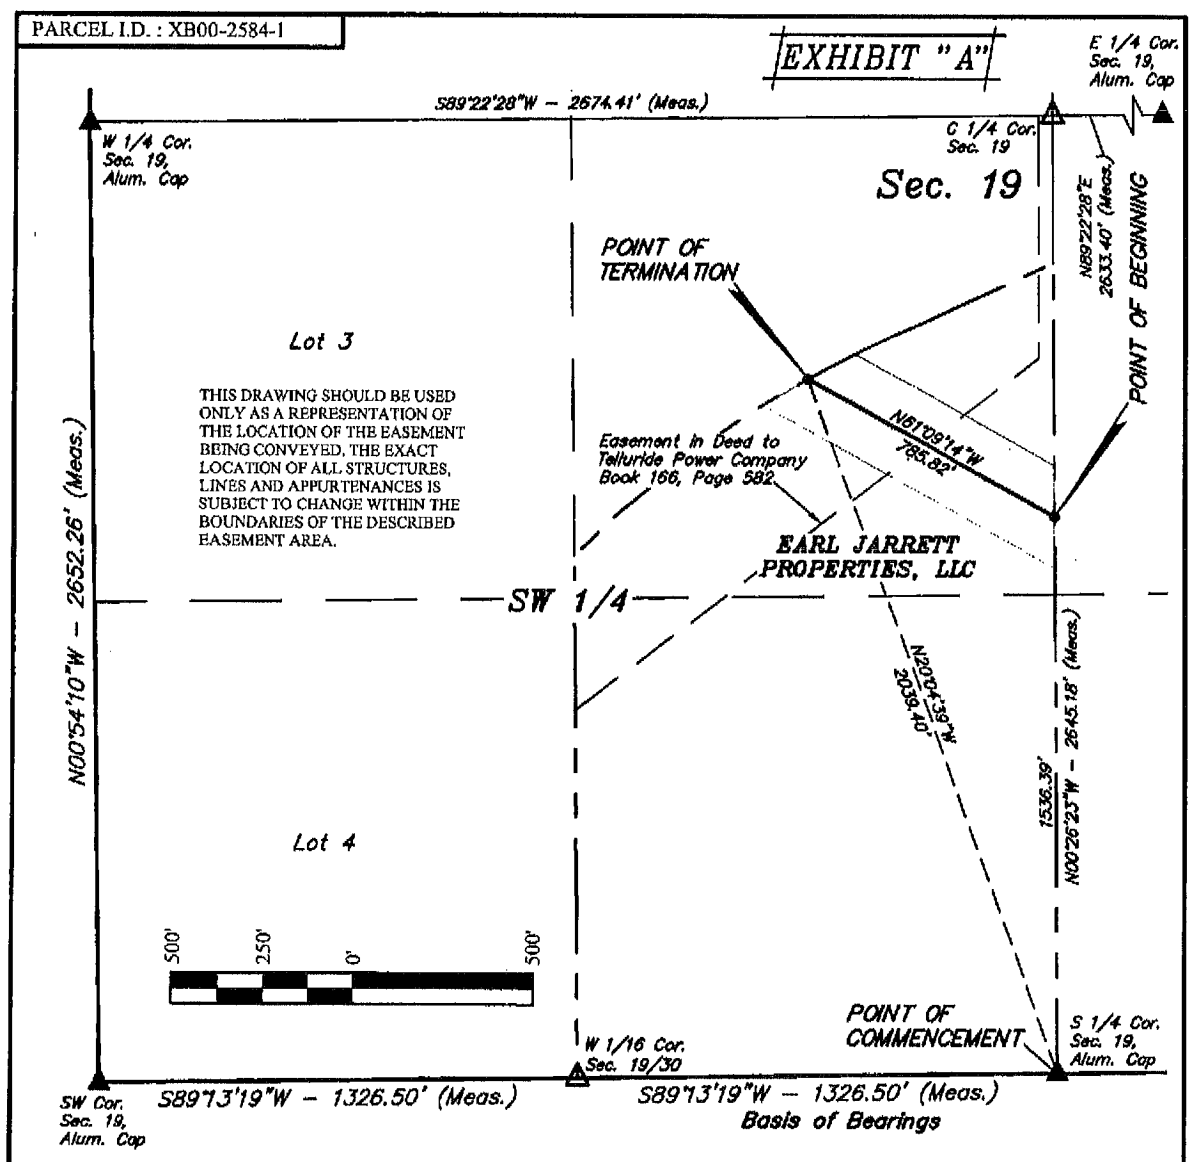 PARCEL I.D. : XB00-2584-1
EXHIBIT "A"
E 1/4 Cor.
Sec. 19,
Alum. Cap
S89°22'28"W - 2674.41' (Meas.)
W 1/4 Cor.
Sec. 19,
Alum. Cap
C 1/4 Cor.
Sec. 19
Sec. 19
N89°22'28"E
2633.40' (Meas.)
POINT OF BEGINNING
POINT OF
TERMINATION
Lot 3
THIS DRAWING SHOULD BE USED
ONLY AS A REPRESENTATION OF
THE LOCATION OF THE EASEMENT
BEING CONVEYED. THE EXACT
LOCATION OF ALL STRUCTURES,
LINES AND APPURTENANCES IS
SUBJECT TO CHANGE WITHIN THE
BOUNDARIES OF THE DESCRIBED
EASEMENT AREA.
N61°09'14"W
785.82'
Easement in Deed to
Telluride Power Company
Book 166, Page 582
EARL JARRETT
PROPERTIES, LLC
N00°54'10"W - 2652.26' (Meas.)
SW 1/4
N20°04'39"W
2039.40'
1536.39'
N00°26'23"W - 2645.18' (Meas.)
Lot 4
500'
250'
0'
500'
POINT OF
COMMENCEMENT
S 1/4 Cor.
Sec. 19,
Alum. Cap
W 1/16 Cor.
Sec. 19/30
SW Cor.
Sec. 19,
Alum. Cap
S89°13'19"W - 1326.50' (Meas.)
S89°13'19"W - 1326.50' (Meas.)
Basis of Bearings